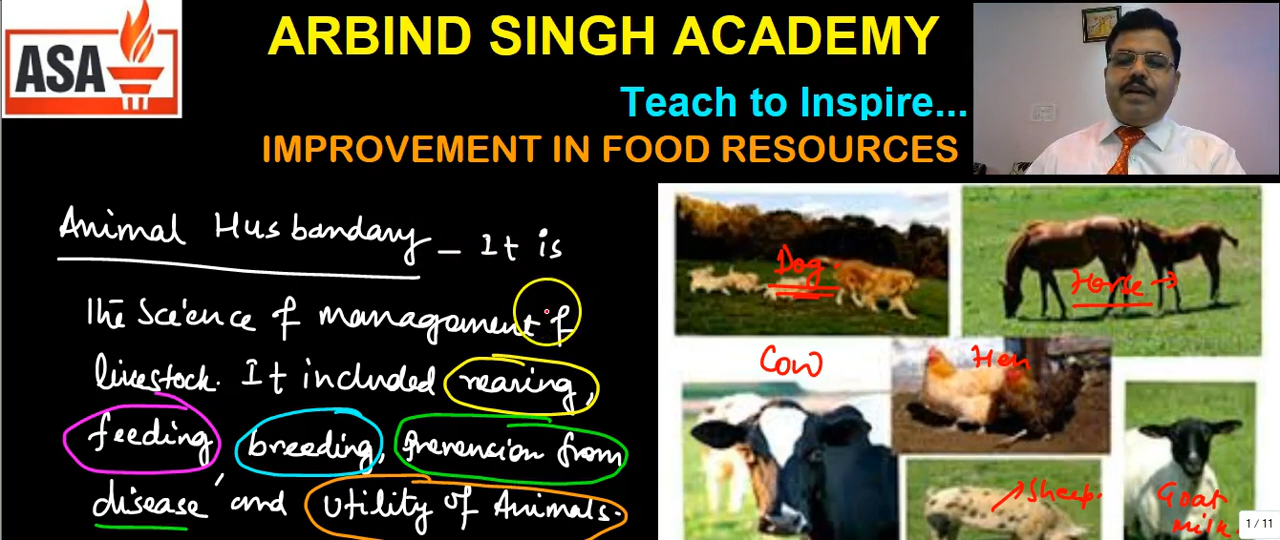 ASA
ARBIND SINGH ACADEMY
Teach to Inspire...
IMPROVEMENT IN FOOD RESOURCES
Animal Husbandary - It is
The Science of management of
livestock. It included rearing,
feeding, breeding, Prevension from
disease and utility of Animals.
Dog
Horse
Cow
Hen
Sheep.
Goat
milk.
1 / 11